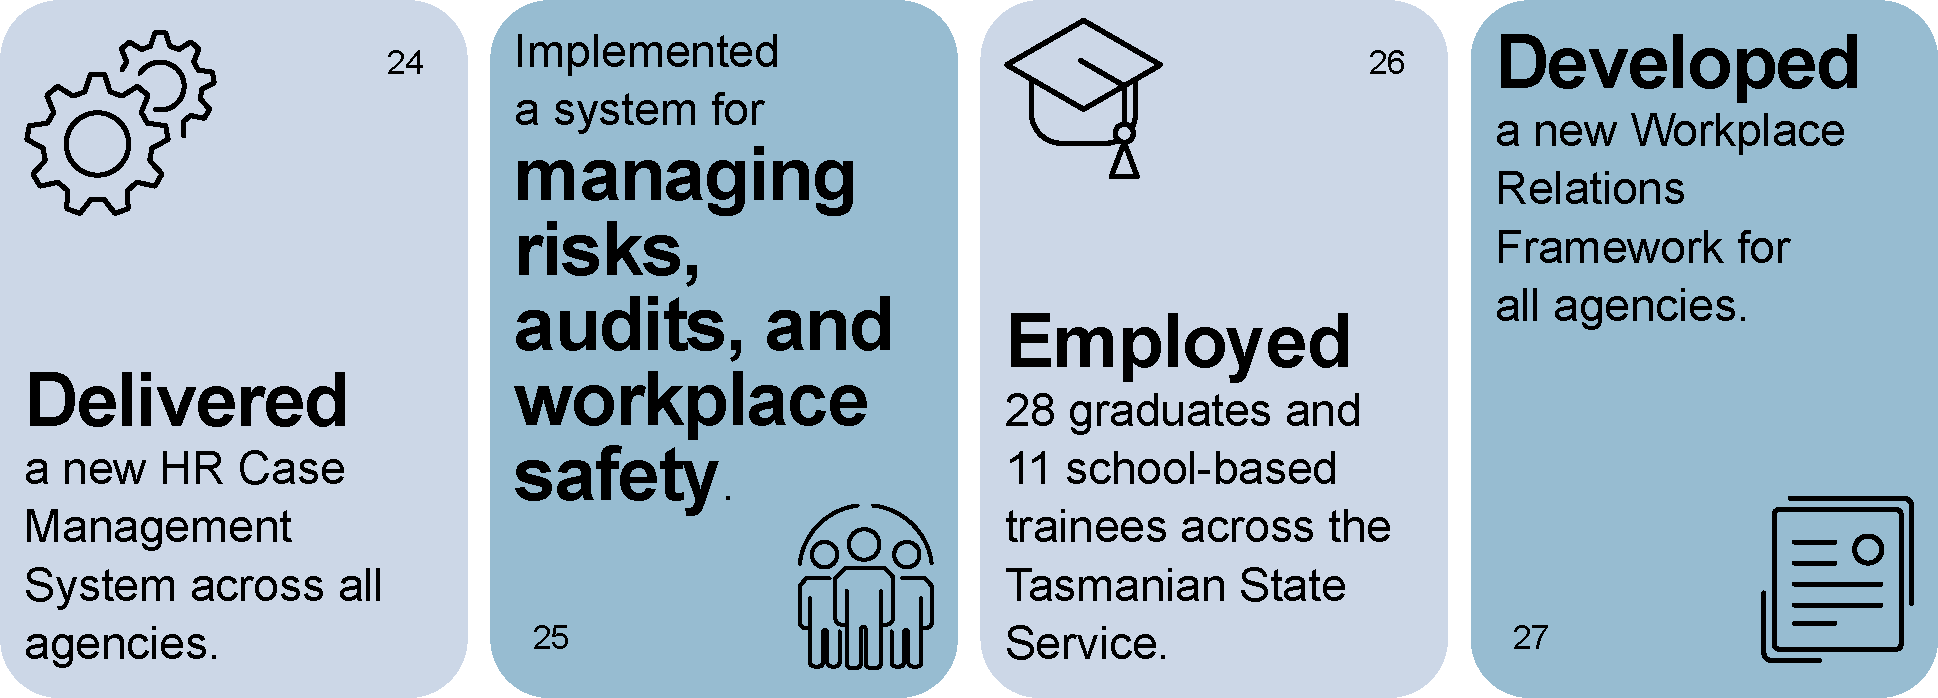 24
Delivered
a new HR Case
Management
System across all
agencies.
Implemented
a system for
managing
risks,
audits, and
workplace
safety.
25
26
Employed
28 graduates and
11 school-based
trainees across the
Tasmanian State
Service.
Developed
a new Workplace
Relations
Framework for
all agencies.
27